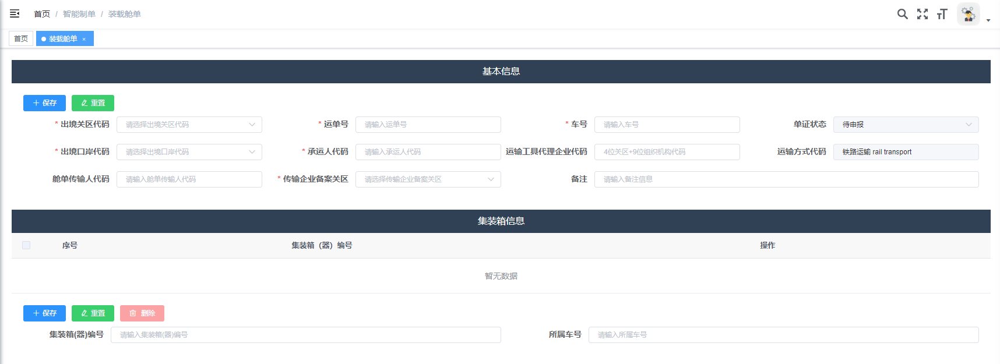 首页 / 智能制单 / 装载舱单
首页 装载舱单 ×
基本信息
+ 保存 重置
* 出境关区代码 请选择出境关区代码 * 运单号 请输入运单号 * 车号 请输入车号 单证状态 待申报
* 出境口岸代码 请选择出境口岸代码 * 承运人代码 请输入承运人代码 运输工具代理企业代码 4位关区+9位组织机构代码 运输方式代码 铁路运输 rail transport
舱单传输人代码 请输入舱单传输人代码 * 传输企业备案关区 请选择传输企业备案关区 备注 请输入备注信息
集装箱信息
序号 集装箱（器）编号 操作
暂无数据
+ 保存 重置 删除
集装箱(器)编号 请输入集装箱(器)编号 所属车号 请输入所属车号